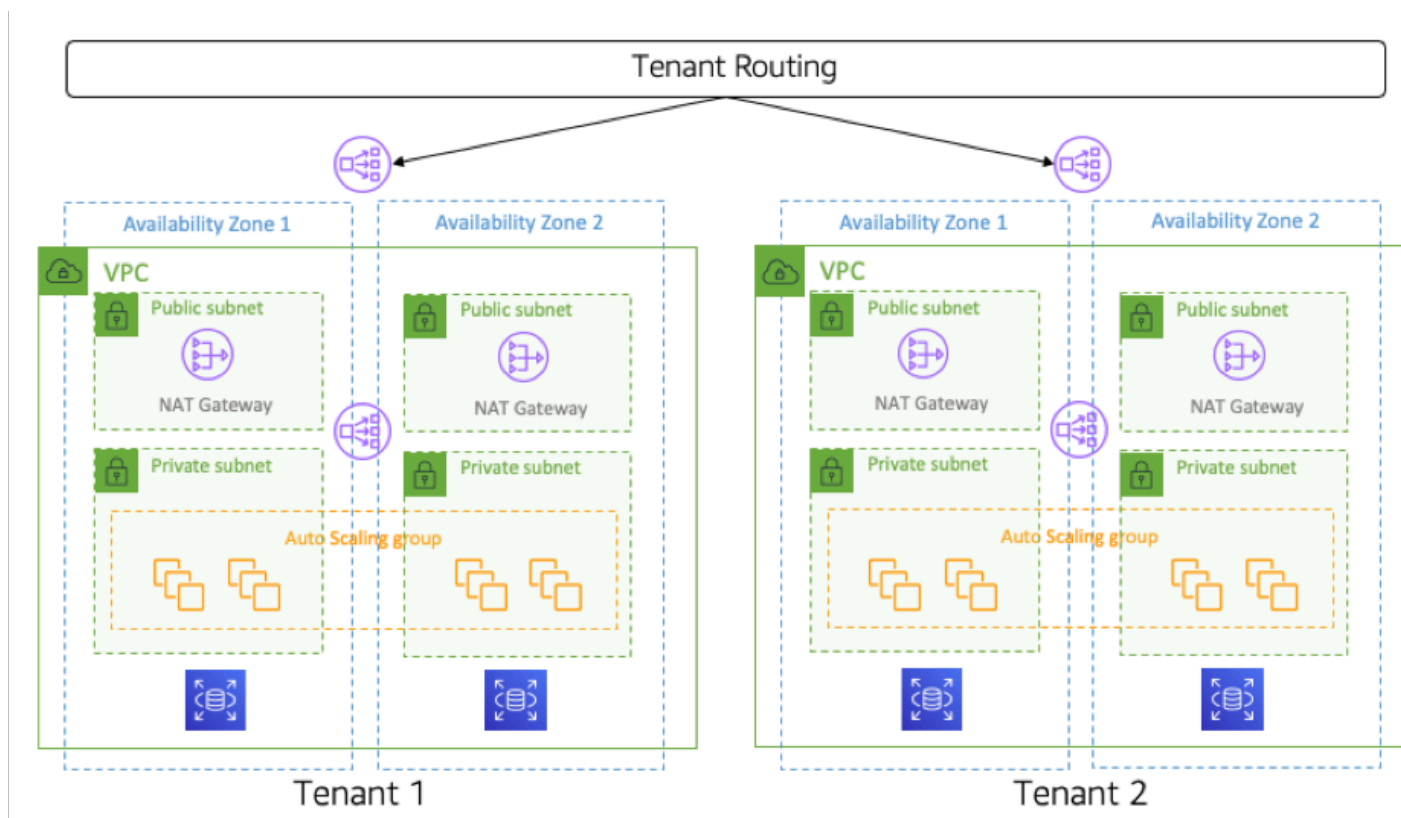 Tenant Routing
Availability Zone 1
Availability Zone 2
VPC
Public subnet
NAT Gateway
Public subnet
NAT Gateway
Private subnet
Private subnet
Auto Scaling group
Tenant 1
Availability Zone 1
Availability Zone 2
VPC
Public subnet
NAT Gateway
Public subnet
NAT Gateway
Private subnet
Private subnet
Auto Scaling group
Tenant 2